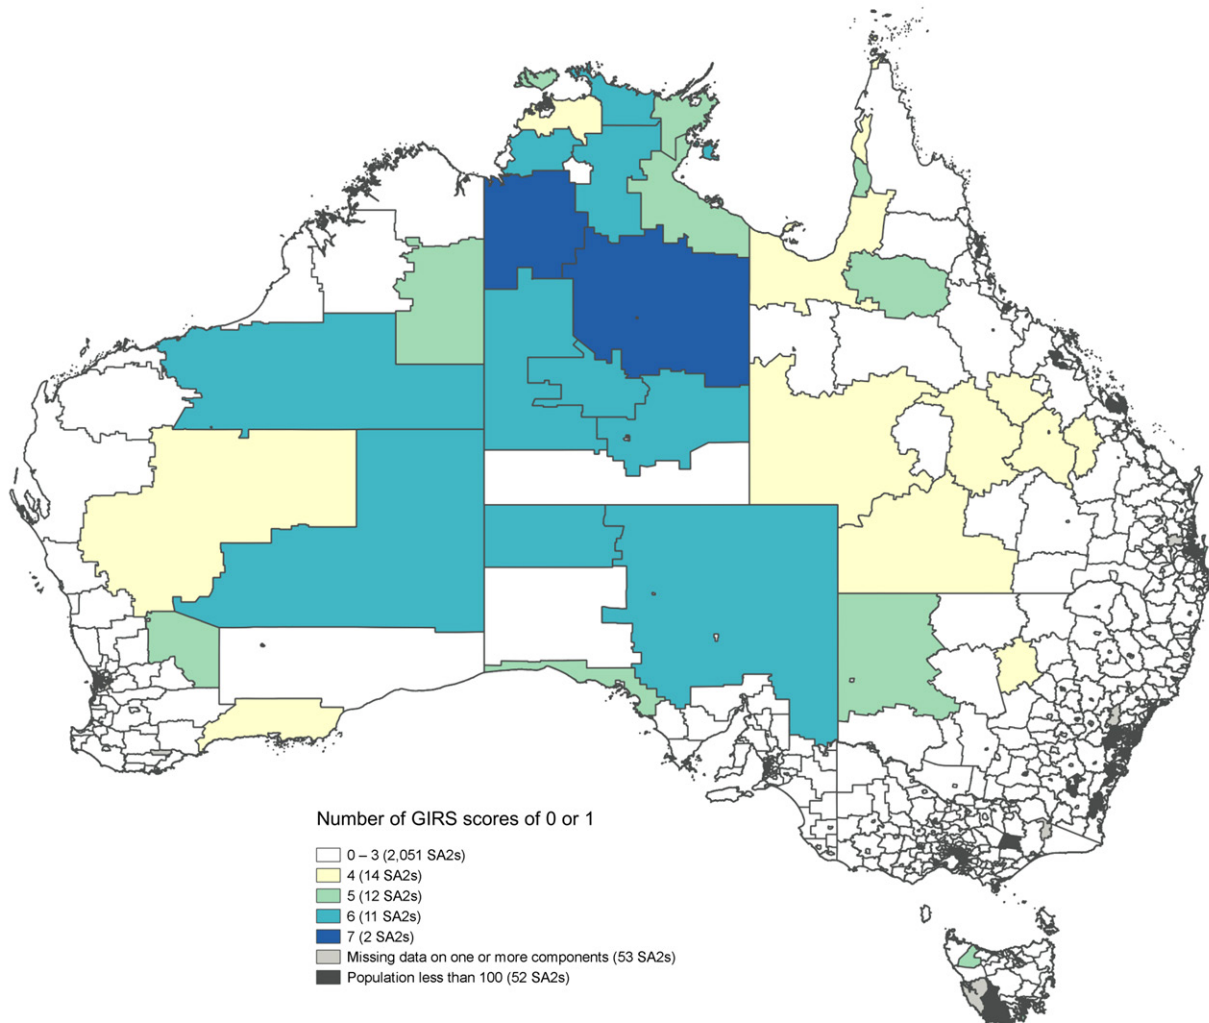 Number of GIRS scores of 0 or 1
0 – 3 (2,051 SA2s)
4 (14 SA2s)
5 (12 SA2s)
6 (11 SA2s)
7 (2 SA2s)
Missing data on one or more components (53 SA2s)
Population less than 100 (52 SA2s)